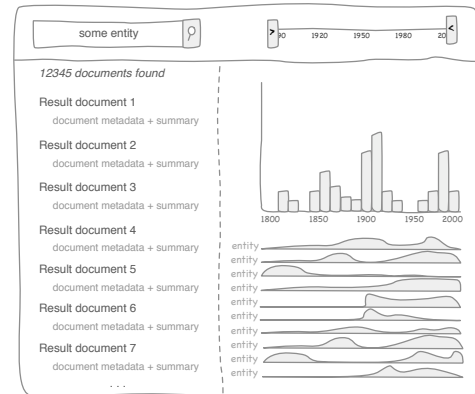 some entity
1920 1950 1980
12345 documents found
Result document 1
document metadata + summary
Result document 2
document metadata + summary
Result document 3
document metadata + summary
Result document 4
document metadata + summary
Result document 5
document metadata + summary
Result document 6
document metadata + summary
Result document 7
document metadata + summary
...
1800 1850 1900 1950 2000
entity
entity
entity
entity
entity
entity
entity
entity
entity
entity